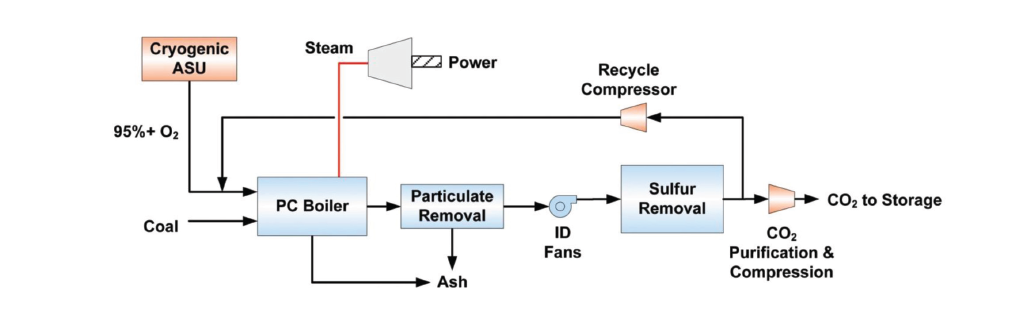 Cryogenic
ASU
Steam
Power
Recycle
Compressor
95%+ O₂
PC Boiler
Particulate
Removal
Sulfur
Removal
Coal
ID
Fans
CO₂ to Storage
CO₂
Purification &
Compression
Ash